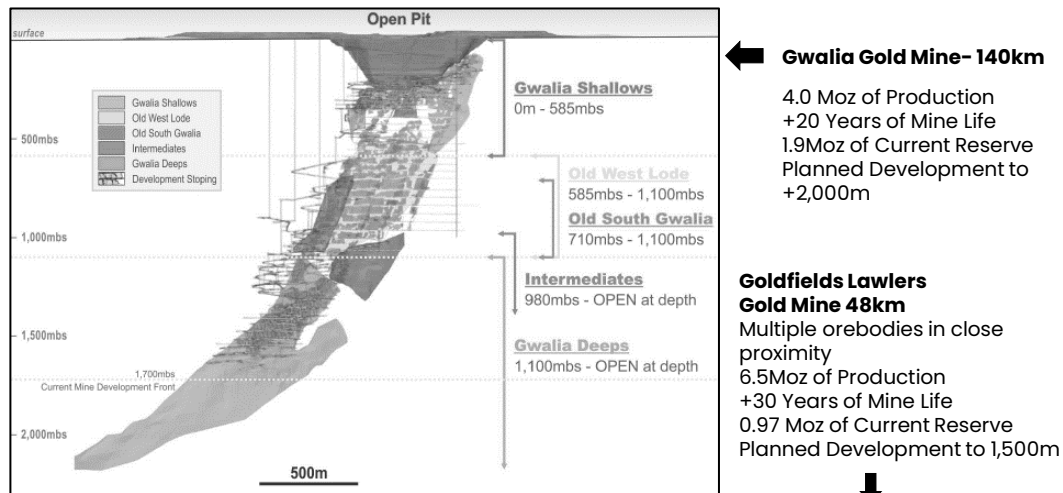 Open Pit
surface
Gwalia Shallows
Old West Lode
Old South Gwalia
Intermediates
Gwalia Deeps
Development Stoping
500mbs
1,000mbs
1,500mbs
2,000mbs
1,700mbs
Current Mine Development Front
500m
Gwalia Shallows
0m - 585mbs
Old West Lode
585mbs - 1,100mbs
Old South Gwalia
710mbs - 1,100mbs
Intermediates
980mbs - OPEN at depth
Gwalia Deeps
1,100mbs - OPEN at depth
Gwalia Gold Mine- 140km
4.0 Moz of Production
+20 Years of Mine Life
1.9Moz of Current Reserve
Planned Development to
+2,000m
Goldfields Lawlers
Gold Mine 48km
Multiple orebodies in close
proximity
6.5Moz of Production
+30 Years of Mine Life
0.97 Moz of Current Reserve
Planned Development to 1,500m